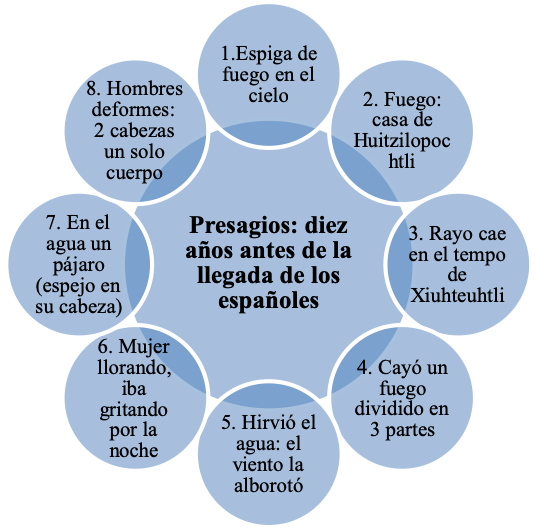 1.Espiga de
fuego en el
cielo
2. Fuego:
casa de
Huitzilopoc
htli
3. Rayo cae
en el tempo
de
Xiuhteuhtli
4. Cayó un
fuego
dividido en
3 partes
5. Hirvió el
agua: el
viento la
alborotó
6. Mujer
llorando,
iba
gritando
por la
noche
7. En el
agua un
pájaro
(espejo en
su cabeza)
8. Hombres
deformes:
2 cabezas
un solo
cuerpo
Presagios: diez
años antes de la
llegada de los
españoles